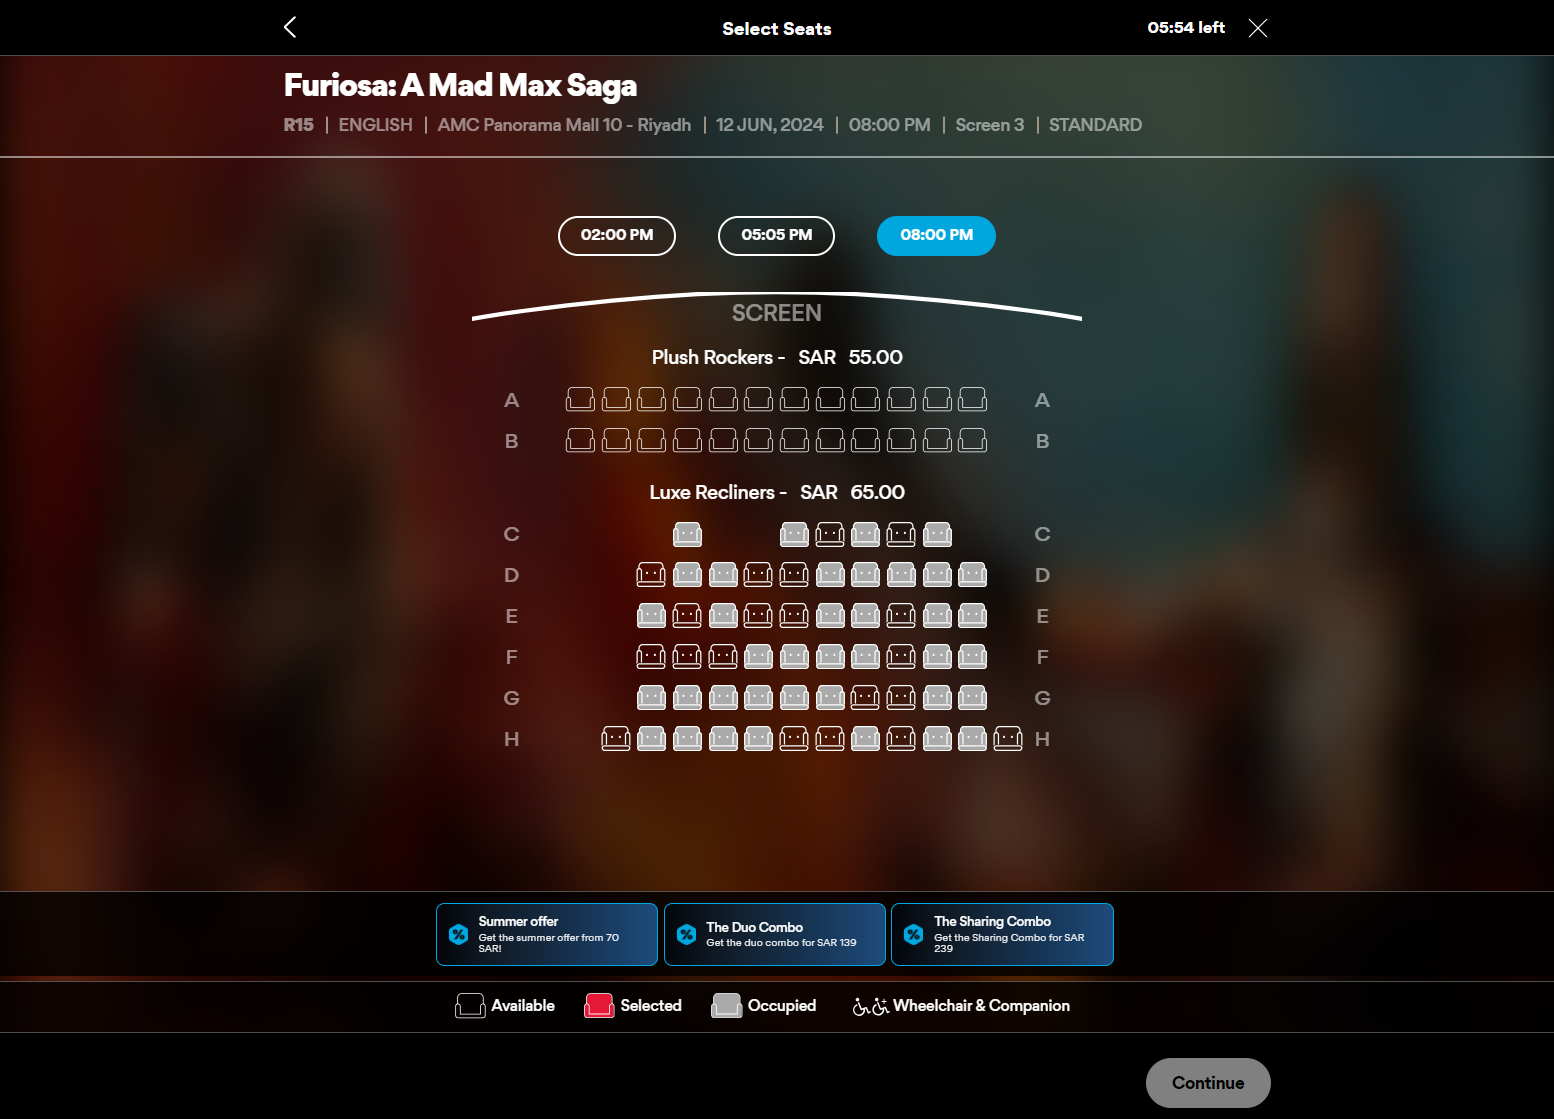 Select Seats
05:54 left
Furiosa: A Mad Max Saga
R15 | ENGLISH | AMC Panorama Mall 10 - Riyadh | 12 JUN, 2024 | 08:00 PM | Screen 3 | STANDARD
02:00 PM
05:05 PM
08:00 PM
SCREEN
Plush Rockers - SAR 55.00
A A
B B
Luxe Recliners - SAR 65.00
C C
D D
E E
F F
G G
H H
Summer offer
Get the summer offer from 70
SAR!
The Duo Combo
Get the duo combo for SAR 139
The Sharing Combo
Get the Sharing Combo for SAR
239
Available
Selected
Occupied
Wheelchair & Companion
Continue